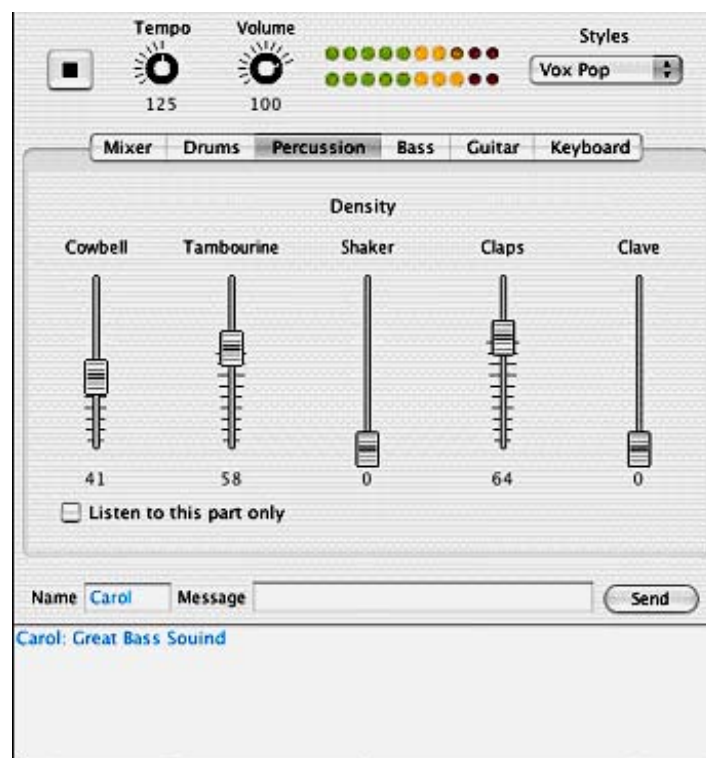 Tempo Volume Styles
Vox Pop
125 100
Mixer Drums Percussion Bass Guitar Keyboard
Density
Cowbell Tambourine Shaker Claps Clave
41 58 0 64 0
Listen to this part only
Name Carol Message Send
Carol: Great Bass Souind